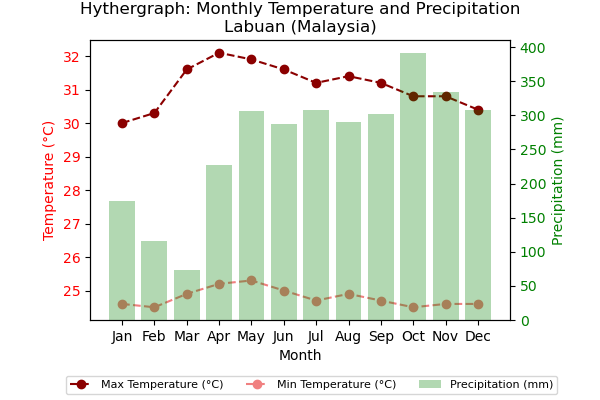 Hythergraph: Monthly Temperature and Precipitation
Labuan (Malaysia)
Temperature (°C)
32
31
30
29
28
27
26
25
400
350
300
250
200
150
100
50
0
Precipitation (mm)
Jan Feb Mar Apr May Jun Jul Aug Sep Oct Nov Dec
Month
Max Temperature (°C) Min Temperature (°C) Precipitation (mm)